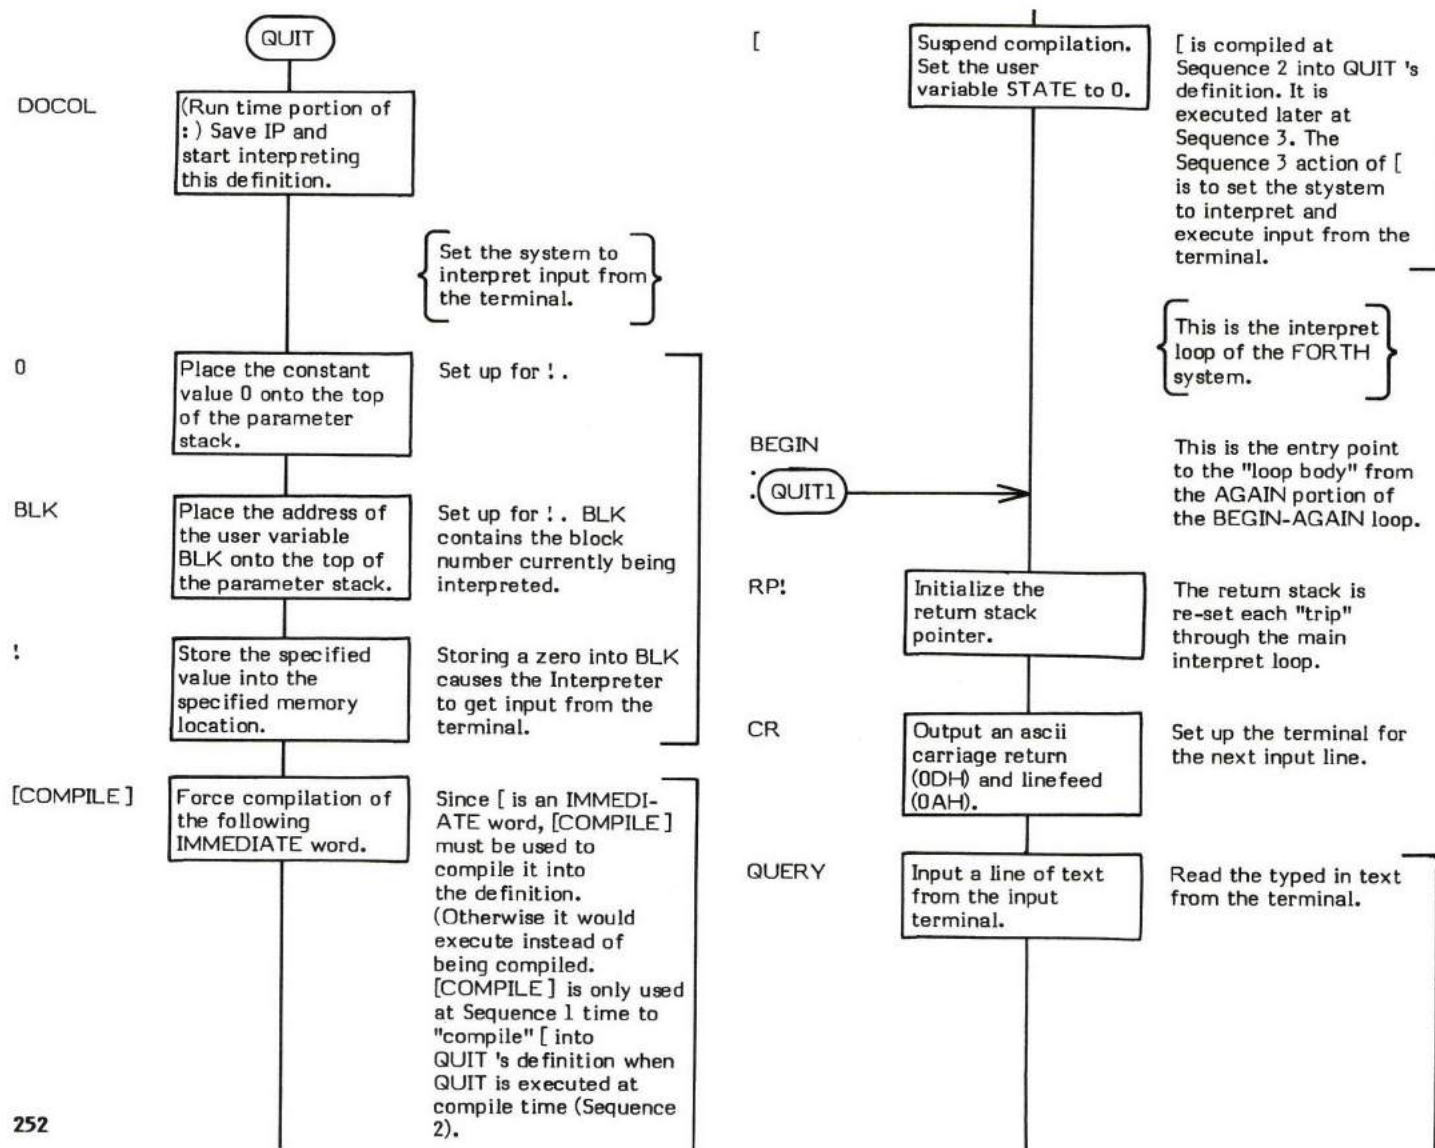 QUIT
DOCOL
(Run time portion of
: ) Save IP and
start interpreting
this definition.
Set the system to
interpret input from
the terminal.
0
Place the constant
value 0 onto the top
of the parameter
stack.
Set up for ! .
BLK
Place the address of
the user variable
BLK onto the top of
the parameter stack.
Set up for ! . BLK
contains the block
number currently being
interpreted.
!
Store the specified
value into the
specified memory
location.
Storing a zero into BLK
causes the Interpreter
to get input from the
terminal.
[COMPILE]
Force compilation of
the following
IMMEDIATE word.
Since [ is an IMMEDI-
ATE word, [COMPILE]
must be used to
compile it into
the definition.
(Otherwise it would
execute instead of
being compiled.
[COMPILE] is only used
at Sequence 1 time to
"compile" [ into
QUIT 's definition when
QUIT is executed at
compile time (Sequence
2).
252
[
Suspend compilation.
Set the user
variable STATE to 0.
[ is compiled at
Sequence 2 into QUIT 's
definition. It is
executed later at
Sequence 3. The
Sequence 3 action of [
is to set the stystem
to interpret and
execute input from the
terminal.
This is the interpret
loop of the FORTH
system.
BEGIN
:
QUIT1
This is the entry point
to the "loop body" from
the AGAIN portion of
the BEGIN-AGAIN loop.
RP!
Initialize the
return stack
pointer.
The return stack is
re-set each "trip"
through the main
interpret loop.
CR
Output an ascii
carriage return
(0DH) and linefeed
(0AH).
Set up the terminal for
the next input line.
QUERY
Input a line of text
from the input
terminal.
Read the typed in text
from the terminal.